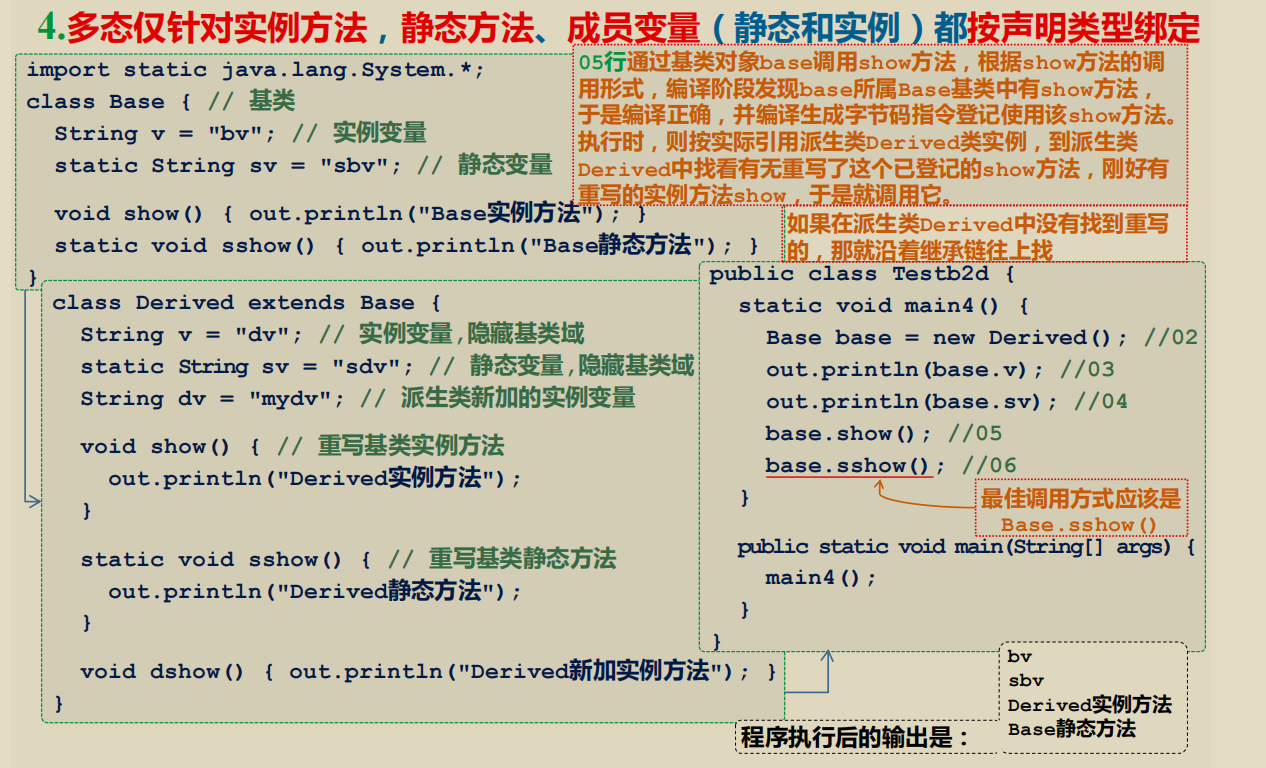 4.多态仅针对实例方法，静态方法、成员变量（静态和实例）都按声明类型绑定
import static java.lang.System.*;
class Base { // 基类
String v = "bv"; // 实例变量
static String sv = "sbv"; // 静态变量
void show() { out.println("Base实例方法"); }
static void sshow() { out.println("Base静态方法"); }
}
05行通过基类对象base调用show方法，根据show方法的调
用形式，编译阶段发现base所属Base基类中有show方法，
于是编译正确，并编译生成字节码指令登记使用该show方法。
执行时，则按实际引用派生类Derived类实例，到派生类
Derived中找看有无重写了这个已登记的show方法，刚好有
重写的实例方法show，于是就调用它。
如果在派生类Derived中没有找到重写
的，那就沿着继承链往上找
class Derived extends Base {
String v = "dv"; // 实例变量,隐藏基类域
static String sv = "sdv"; // 静态变量,隐藏基类域
String dv = "mydv"; // 派生类新加的实例变量
void show() { // 重写基类实例方法
out.println("Derived实例方法");
}
static void sshow() { // 重写基类静态方法
out.println("Derived静态方法");
}
void dshow() { out.println("Derived新加实例方法"); }
}
public class Testb2d {
static void main4() {
Base base = new Derived(); //02
out.println(base.v); //03
out.println(base.sv); //04
base.show(); //05
base.sshow(); //06
}
最佳调用方式应该是
Base.sshow()
public static void main(String[] args) {
main4();
}
}
程序执行后的输出是：
bv
sbv
Derived实例方法
Base静态方法